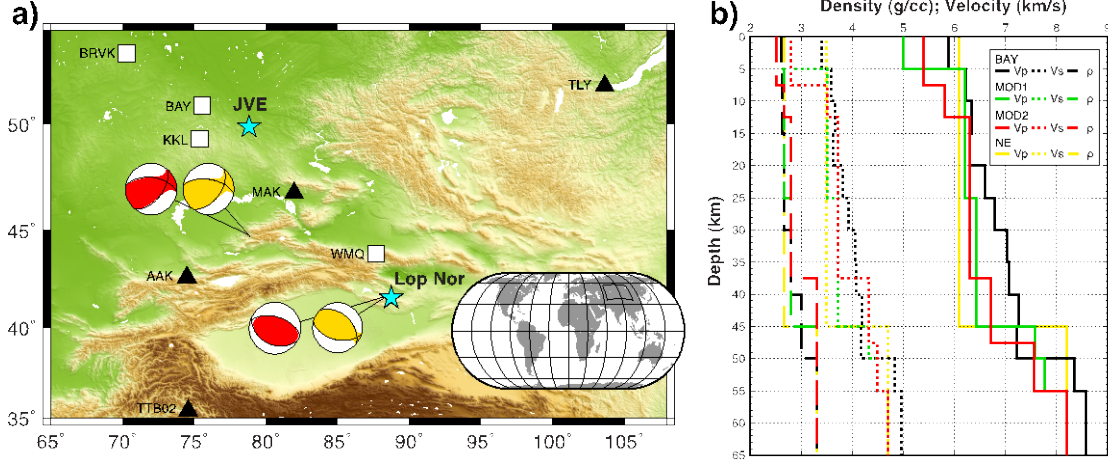 a)
BRVK
TLY
BAY
JVE
KKL
MAK
WMQ
AAK
Lop Nor
TTB02
50°
45°
40°
35°
65° 70° 75° 80° 85° 90° 95° 100° 105°
b)
Density (g/cc); Velocity (km/s)
2 3 4 5 6 7 8 9
0
5
10
15
20
25
30
35
40
45
50
55
60
65
Depth (km)
BAY
Vp Vs ρ
MOD1
Vp Vs ρ
MOD2
Vp Vs ρ
NE
Vp Vs ρ